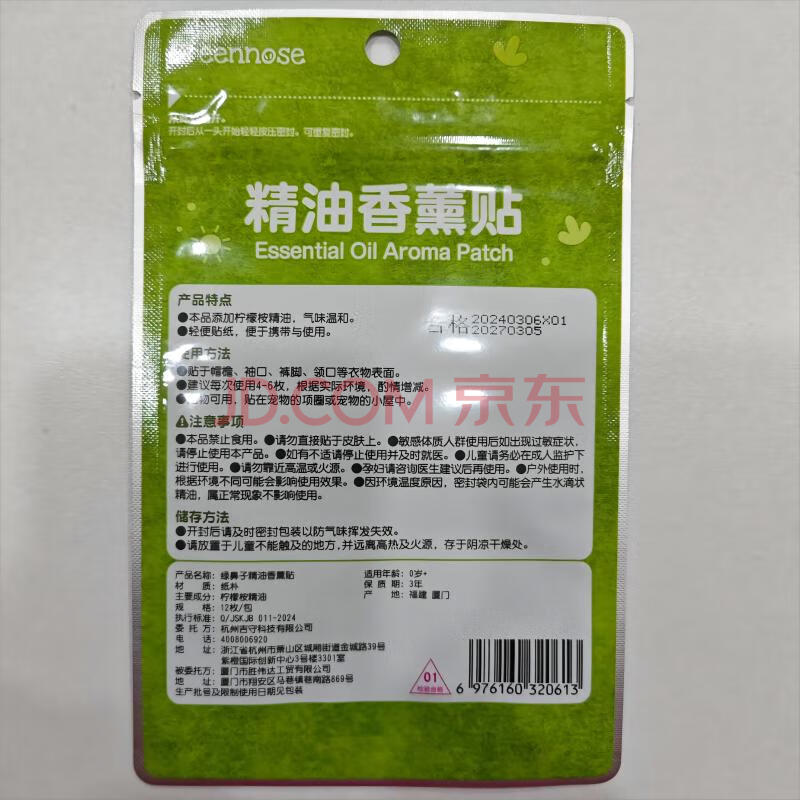 eennose
开封后从一头开始轻轻按压密封。可重复密封。
精油香薰贴
Essential Oil Aroma Patch
产品特点
●本品添加柠檬桉精油，气味温和。
●轻便贴纸，便于携带与使用。
合格 20240306X01
20270305
使用方法
●贴于帽檐、袖口、裤脚、领口等衣物表面。
●建议每次使用4-6枚，根据实际环境，酌情增减。
物可用，贴在宠物的项圈或宠物的小屋中。
JD.COM 京东
注意事项
●本品禁止食用。●请勿直接贴于皮肤上。●敏感体质人群使用后如出现过敏症状，
请停止使用本产品。●如有不适请停止使用并及时就医。●儿童请务必在成人监护下
进行使用。●请勿靠近高温或火源。●孕妇请咨询医生建议后再使用。●户外使用时，
根据环境不同可能会影响使用效果。●因环境温度原因，密封袋内可能会产生水滴状
精油，属正常现象不影响使用。
储存方法
●开封后请及时密封包装以防气味挥发失效。
●请放置于儿童不能触及的地方，并远离高热及火源，存于阴凉干燥处。
产品名称：绿鼻子精油香薰贴 适用年龄：0岁+
材 质：纸朴 保 质 期：3年
主要成分：柠檬桉精油 产 地：福建 厦门
规 格：12枚/包
执行标准：Q/JSKJB 011-2024
委 托 方：杭州吉守科技有限公司
电 话：4008006920
地 址：浙江省杭州市萧山区城厢街道金城路39号
紫橙国际创新中心3号楼3301室
被委托方：厦门市胜伟达工贸有限公司
地 址：厦门市翔安区马巷镇巷南路869号
生产批号及限制使用日期见包装
01
检验合格
6 976160 320613